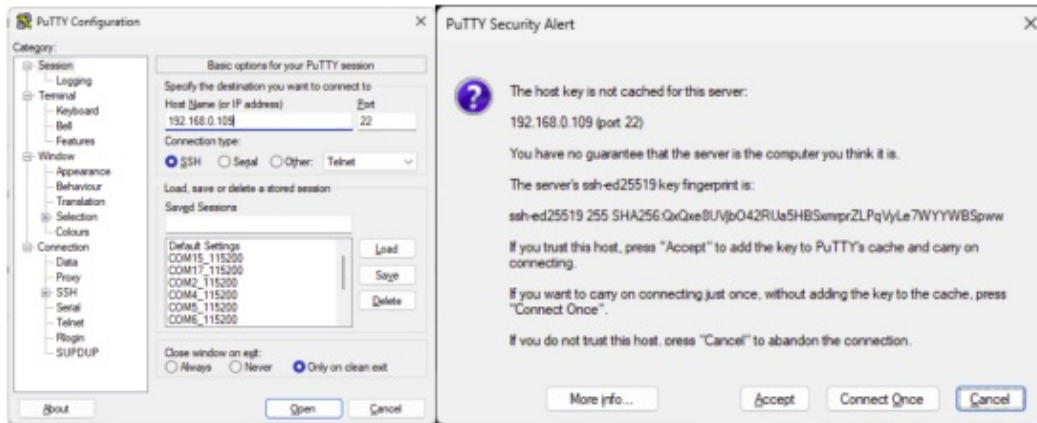 PuTTY Configuration
Category:
Session
Logging
Terminal
Keyboard
Bell
Features
Window
Appearance
Behaviour
Translation
Selection
Colours
Connection
Data
Proxy
SSH
Serial
Telnet
Rlogin
SUPDUP
Basic options for your PuTTY session
Specify the destination you want to connect to
Host Name (or IP address) Port
192.168.0.109 22
Connection type:
SSH Serial Other: Telnet
Load, save or delete a stored session
Saved Sessions
Default Settings
COM15_115200
COM17_115200
COM2_115200
COM4_115200
COM5_115200
COM6_115200
Load
Save
Delete
Close window on exit:
Always Never Only on clean exit
About Open Cancel
PuTTY Security Alert
The host key is not cached for this server:
192.168.0.109 (port 22)
You have no guarantee that the server is the computer you think it is.
The server's ssh-ed25519 key fingerprint is:
ssh-ed25519 255
If you trust this host, press "Accept" to add the key to PuTTY's cache and carry on
connecting.
If you want to carry on connecting just once, without adding the key to the cache, press
"Connect Once".
If you do not trust this host, press "Cancel" to abandon the connection.
More info... Accept Connect Once Cancel